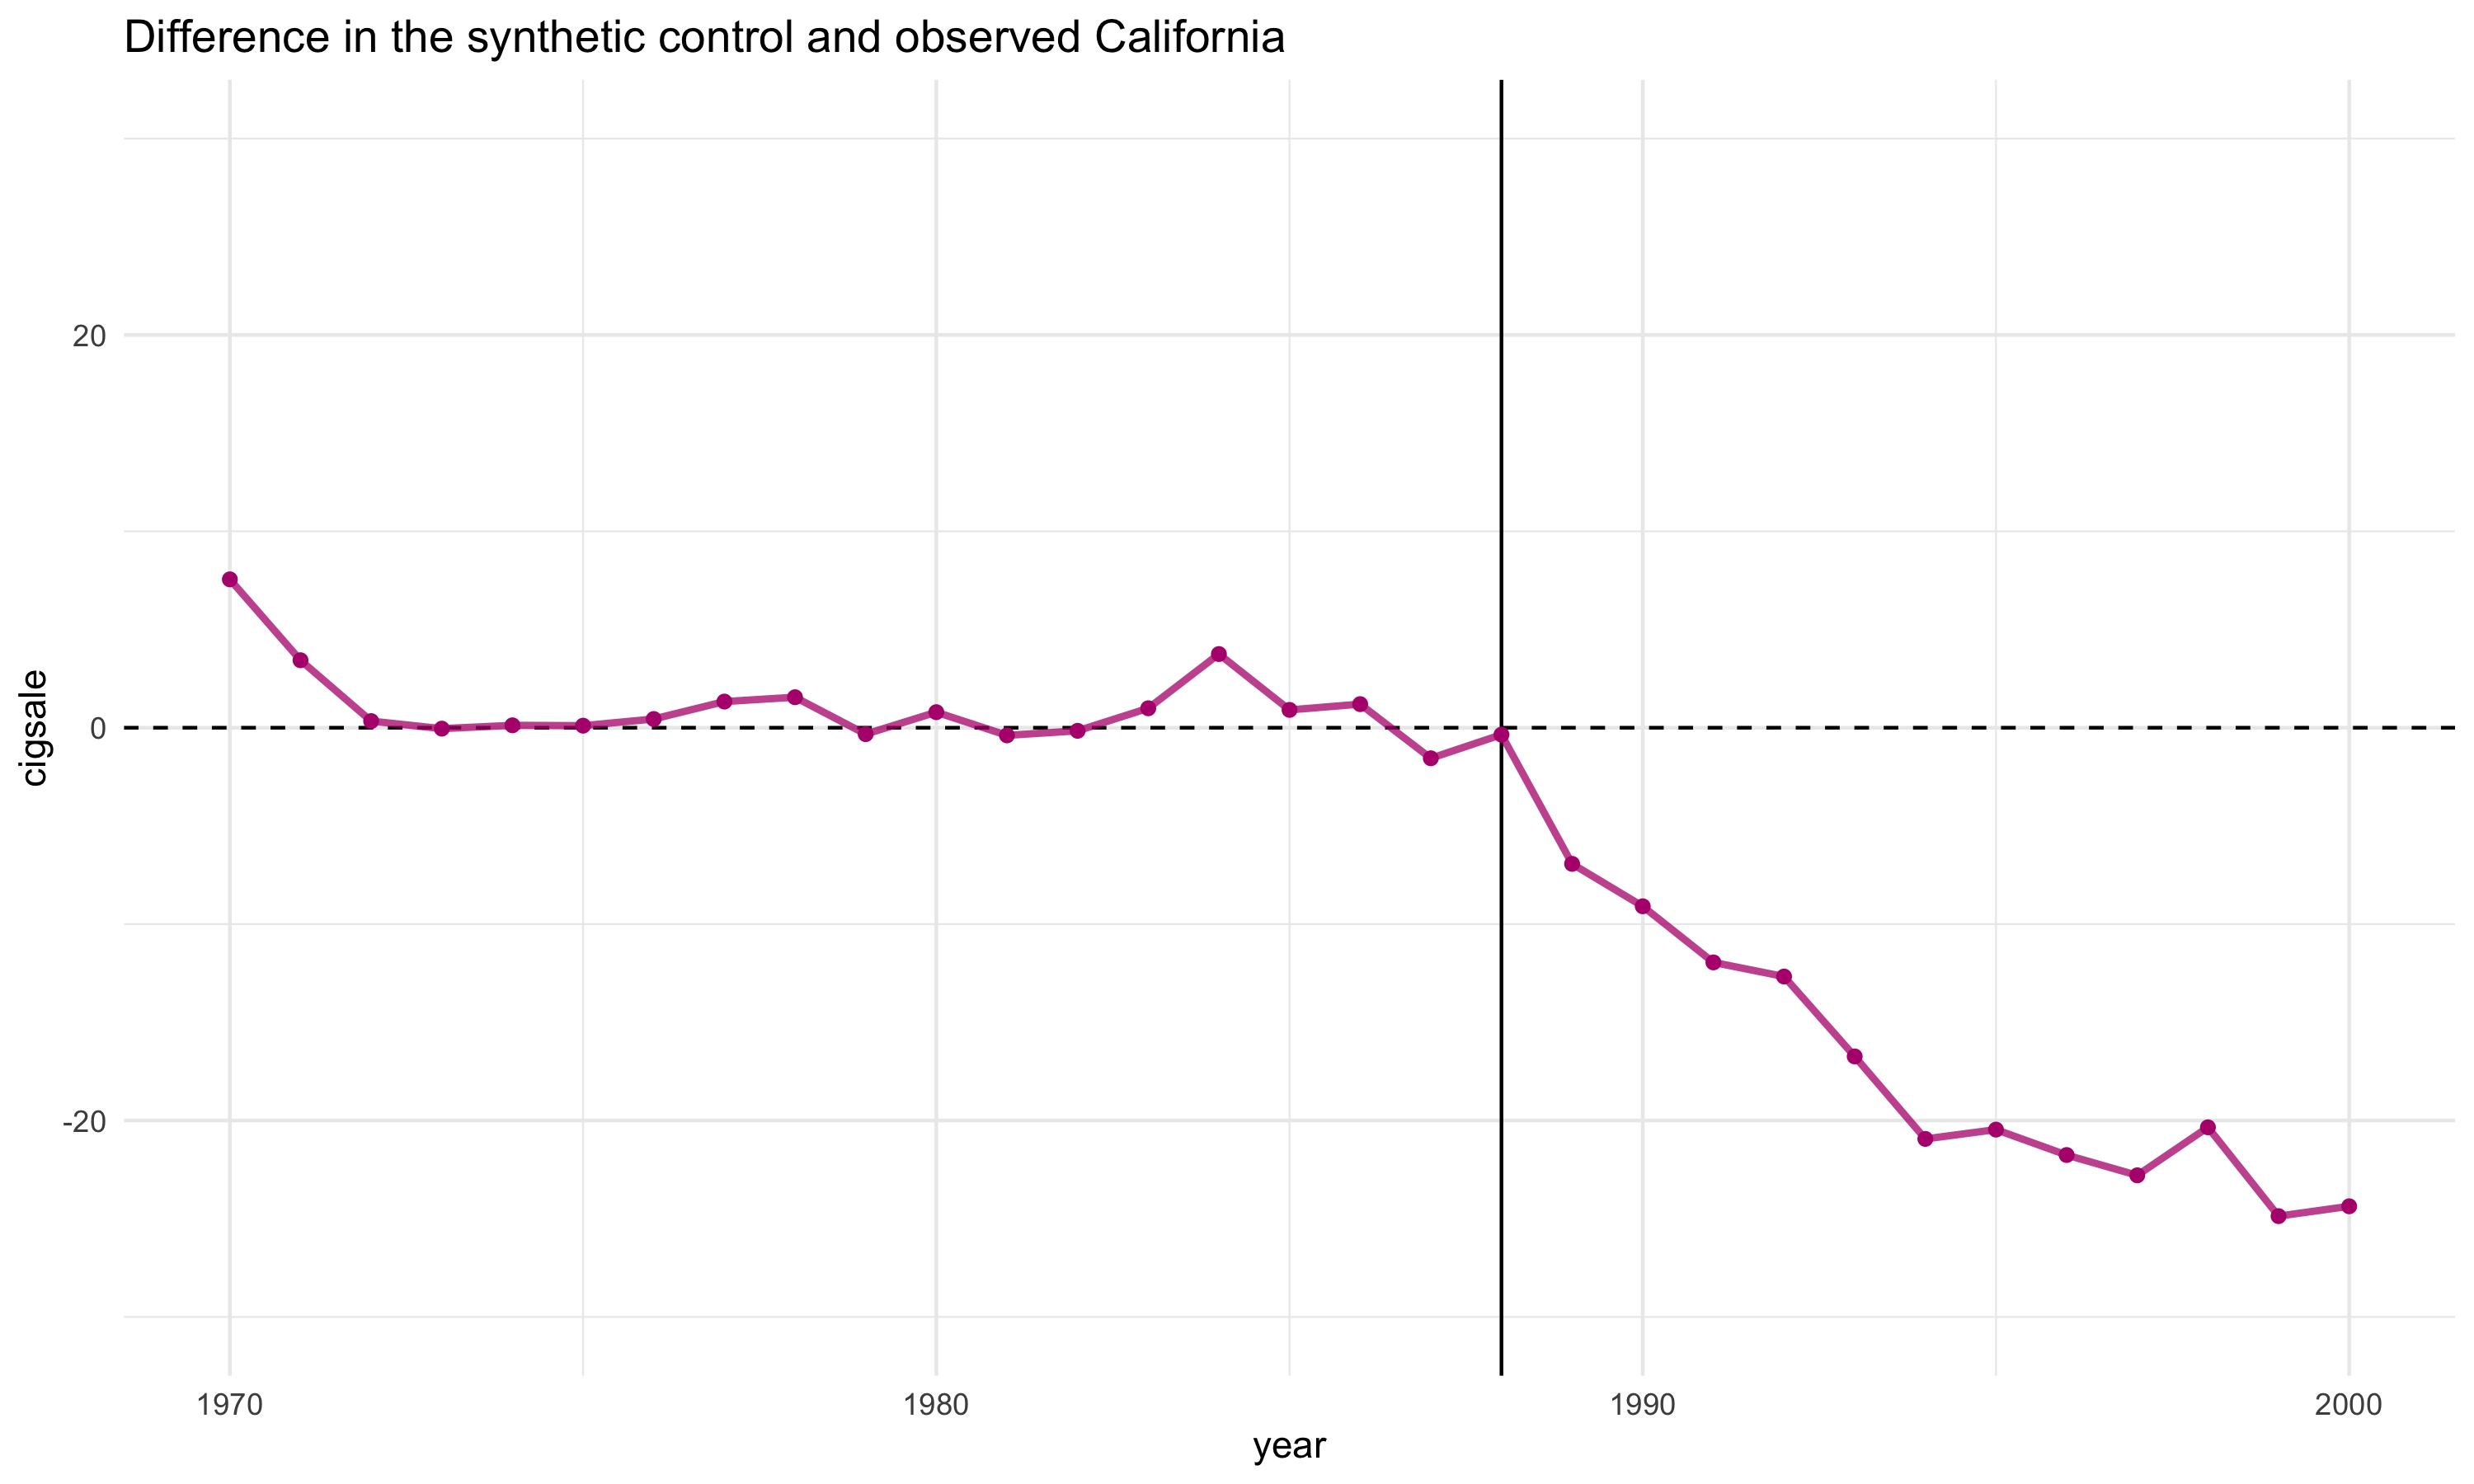 Difference in the synthetic control and observed California
20
0
-20
cigsale
1970 1980 1990 2000
year